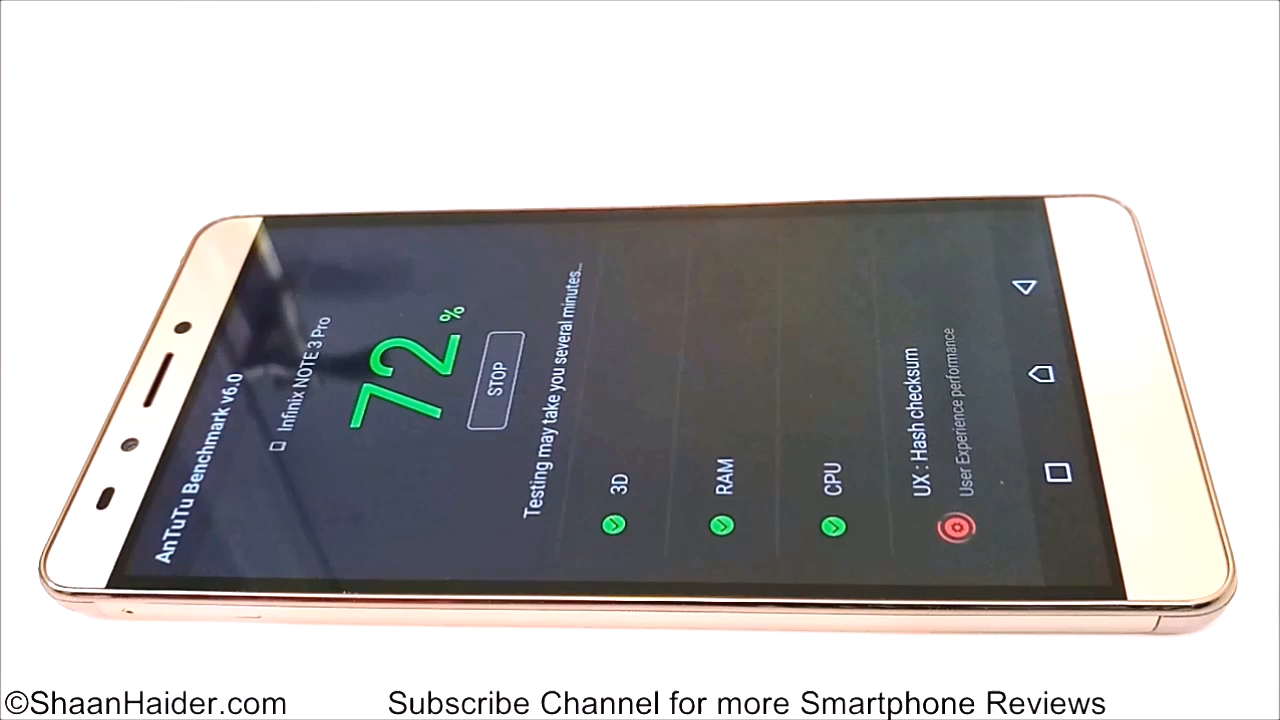 AnTuTu Benchmark v6.0
Infinix NOTE 3 Pro
72%
STOP
Testing may take you several minutes...
3D
RAM
CPU
UX : Hash checksum
User Experience performance
©ShaanHaider.com
Subscribe Channel for more Smartphone Reviews